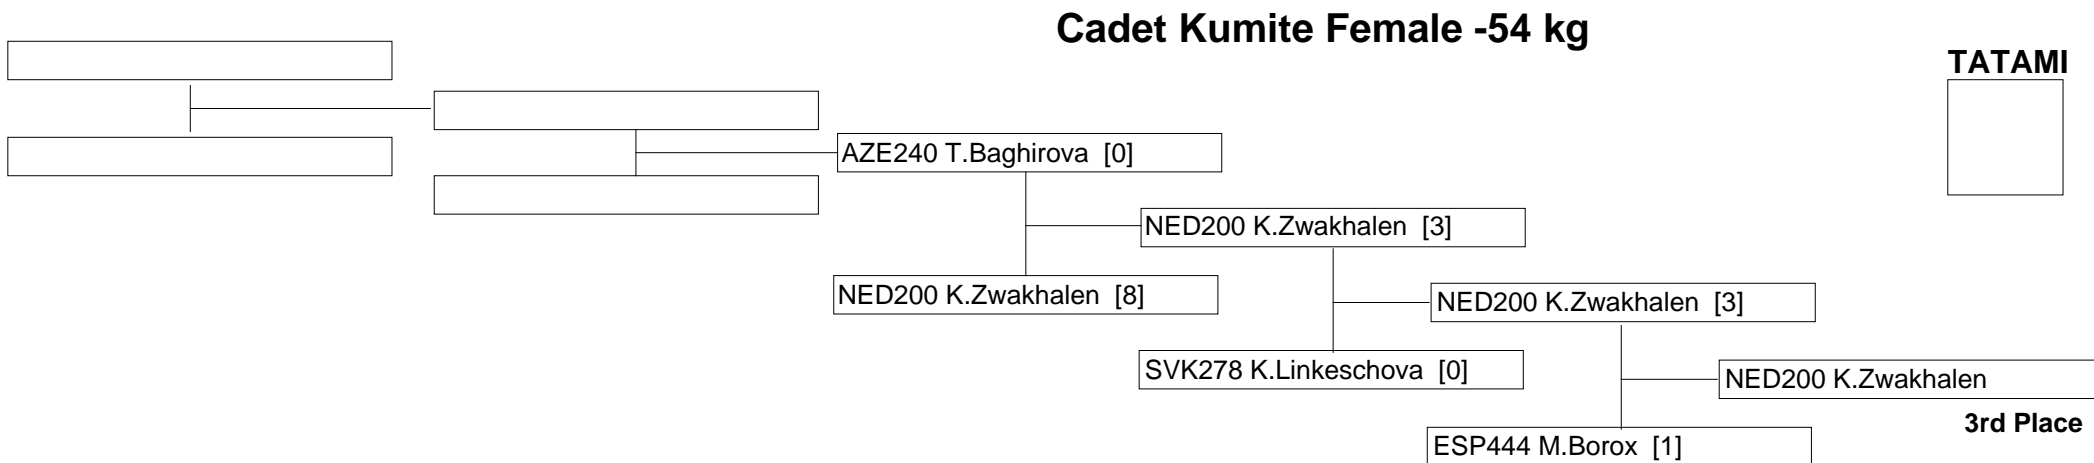 Cadet Kumite Female -54 kg
TATAMI
AZE240 T.Baghirova [0]
NED200 K.Zwakhalen [3]
NED200 K.Zwakhalen [8]
NED200 K.Zwakhalen [3]
SVK278 K.Linkeschova [0]
NED200 K.Zwakhalen
3rd Place
ESP444 M.Borox [1]